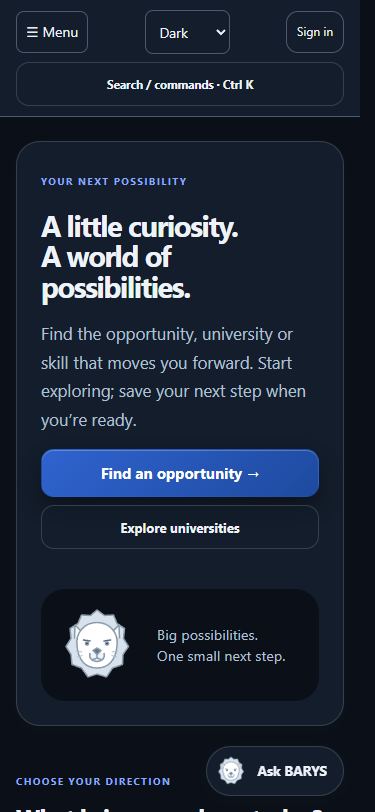 ☰ Menu
Dark
Sign in
Search / commands · Ctrl K
YOUR NEXT POSSIBILITY
A little curiosity.
A world of
possibilities.
Find the opportunity, university or
skill that moves you forward. Start
exploring; save your next step when
you’re ready.
Find an opportunity →
Explore universities
Big possibilities.
One small next step.
Ask BARYS
CHOOSE YOUR DIRECTION